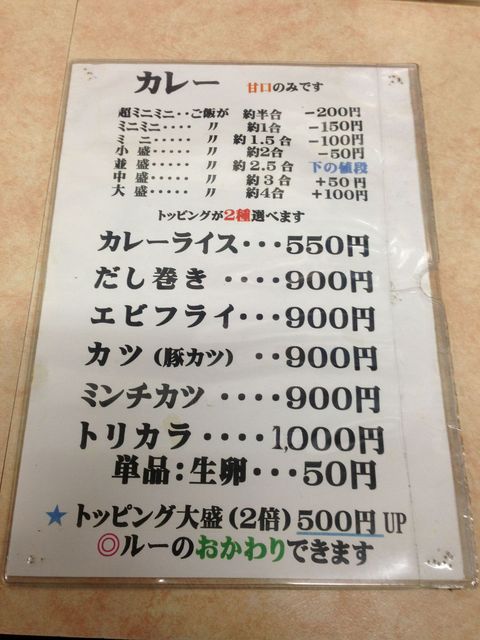 カレー 甘口のみです
超ミニミニ・・ご飯が 約半合 －200円
ミニミニ・・・・ 〃 約1合 －150円
ミ ニ・・・・・ 〃 約1.5合 －100円
小 盛・・・・・ 〃 約2合 －50円
並 盛・・・・・ 〃 約2.5合 下の値段
中 盛・・・・・ 〃 約3合 ＋50円
大 盛・・・・・ 〃 約4合 ＋100円
トッピングが2種選べます
カレーライス・・・550円
だし巻き ・・・・900円
エビフライ・・・900円
カツ（豚カツ） ・・900円
ミンチカツ ・・・・900円
トリカラ ・・・・1,000円
単品：生卵・・・50円
★ トッピング大盛（2倍）500円 UP
◎ルーのおかわりできます